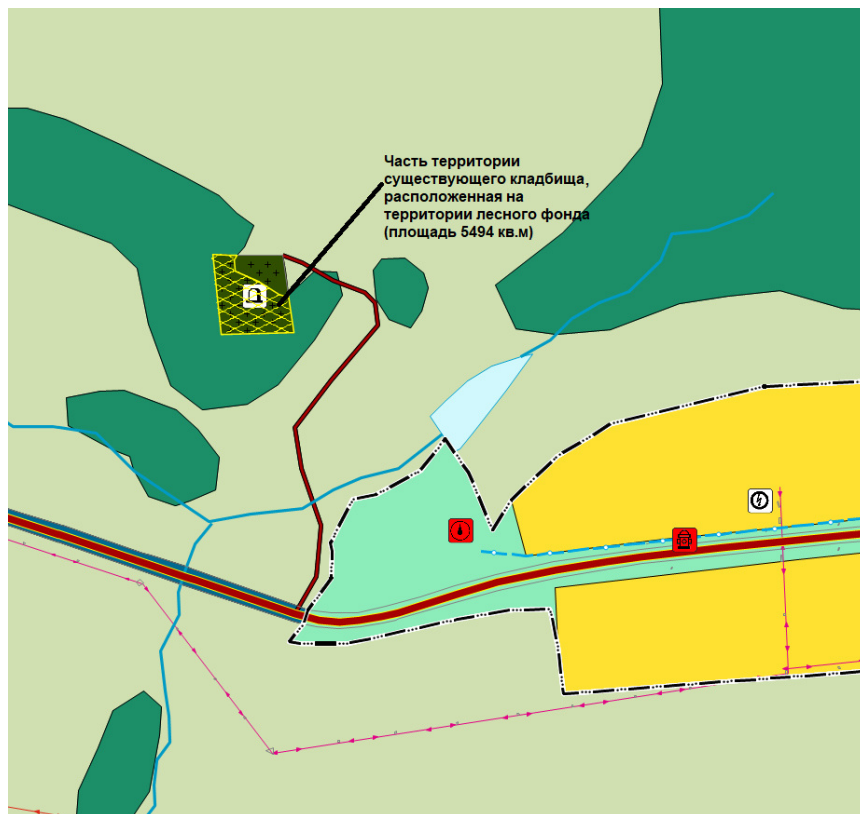 Часть территории
существующего кладбища,
расположенная на
территории лесного фонда
(площадь 5494 кв.м)